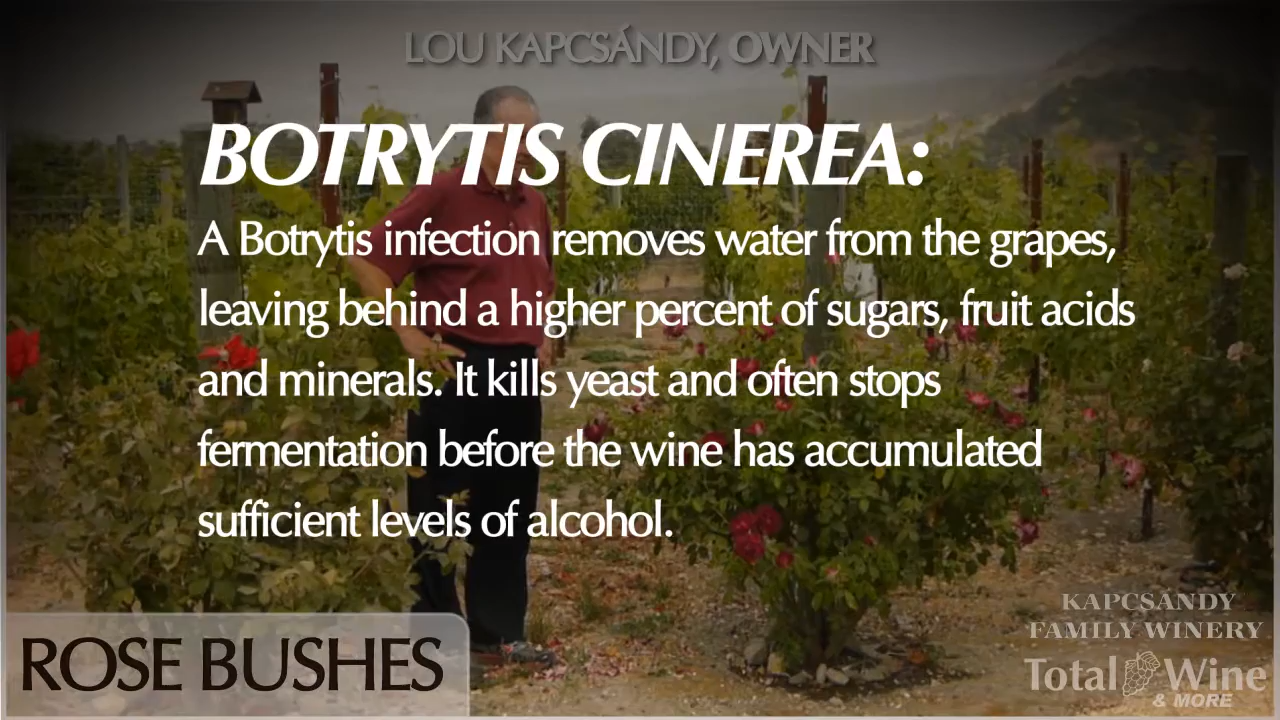 LOU KAPCSÁNDY, OWNER
BOTRYTIS CINEREA:
A Botrytis infection removes water from the grapes,
leaving behind a higher percent of sugars, fruit acids
and minerals. It kills yeast and often stops
fermentation before the wine has accumulated
sufficient levels of alcohol.
ROSE BUSHES
KAPCSÁNDY
FAMILY WINERY
Total Wine
& MORE